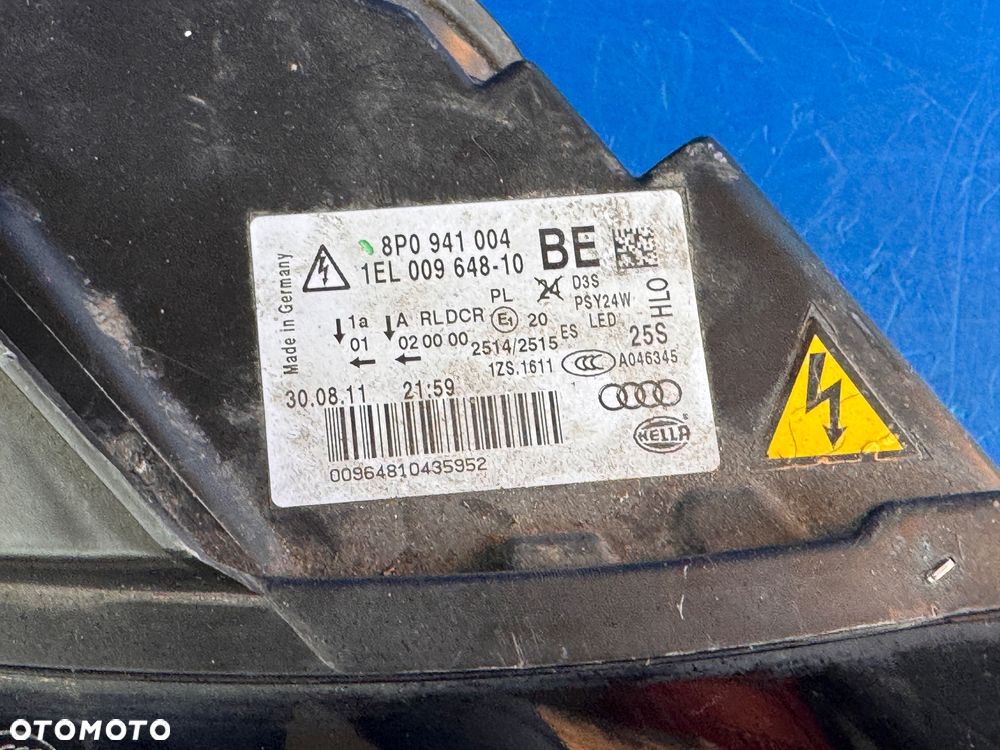 8P0 941 004
1EL 009 648-10
BE
Made in Germany
PL
24
D3S
PSY24W
LED
HLO
1a
A RLDCR
E1
20
01
02 00 00
2514/2515
ES
25S
1ZS.1611
CCC
A046345
30.08.11
21:59
HELLA
00964810435952
OTOMOTO